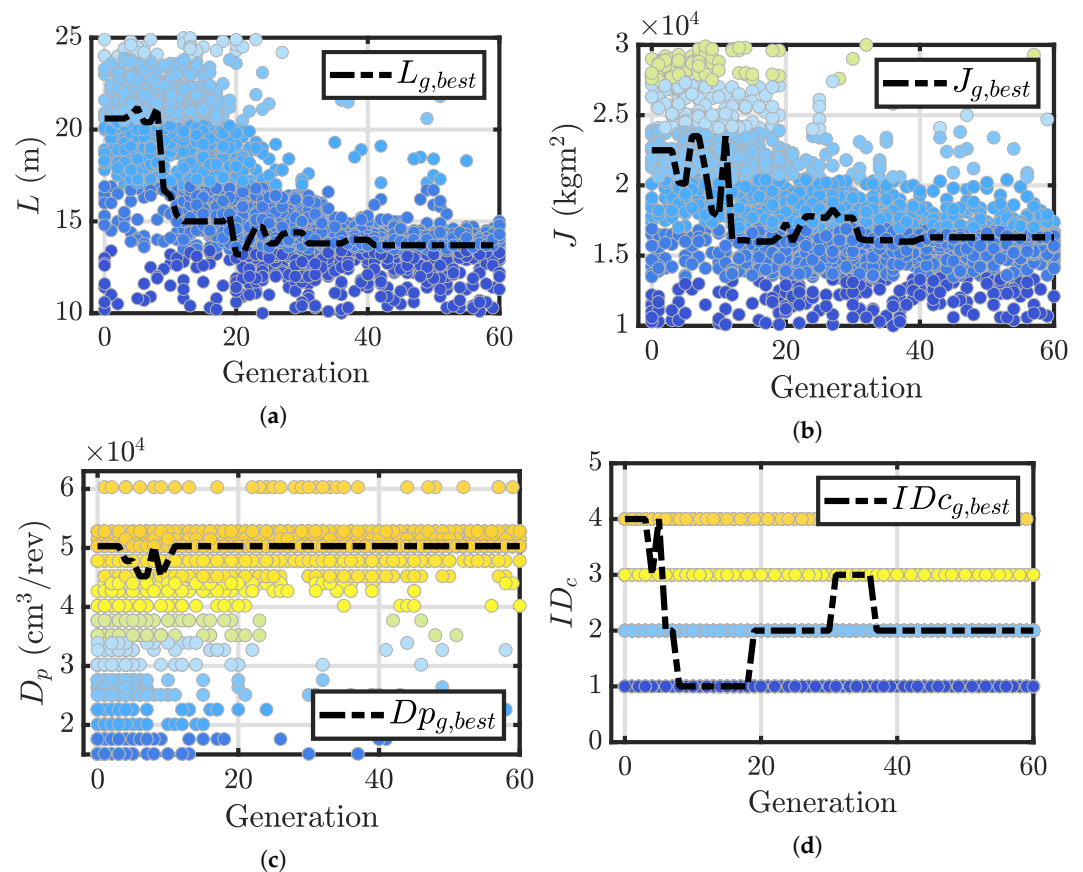 25
20
15
10
L (m)
L_{g,best}
0 20 40 60
Generation
(a)
×10^4
3
2.5
2
1.5
1
J (kgm^2)
J_{g,best}
0 20 40 60
Generation
(b)
×10^4
6
5
4
3
2
D_p (cm^3/rev)
Dp_{g,best}
0 20 40 60
Generation
(c)
5
4
3
2
1
0
ID_c
IDc_{g,best}
0 20 40 60
Generation
(d)